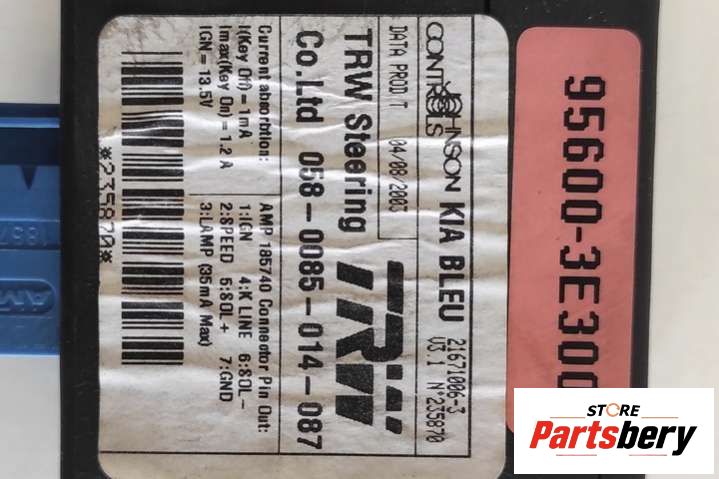 95600-3E300
JOHNSON
CONTROLS
KIA BLEU
21671006-3
V3.1 N°235870
DATA PROD T 04/08/2003
TRW Steering
Co.Ltd 058-0085-014-087
TRW
Current absorbtion:
I(Key Off)=1mA
Imax(Key On)=1.2 A
IGN=13.5V
AMP 185740 Connector Pin Out:
1:IGN 4:K LINE 6:SOL-
2:SPEED 5:SOL+ 7:GND
3:LAMP (35mA Max)
*235870*
STORE
Partsbery